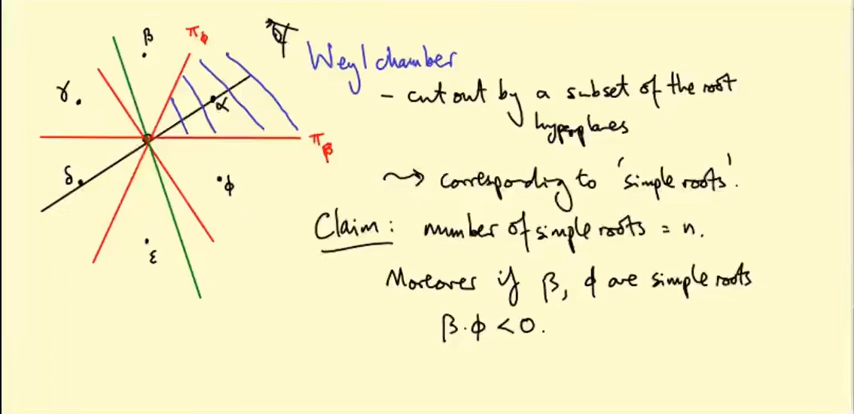 β
π_ϕ
Weyl chamber
- cut out by a subset of the root
hyperplanes
γ
α
π_β
δ
ϕ
⇝ corresponding to 'simple roots'.
Claim: number of simple roots = n.
ε
Moreover if β, ϕ are simple roots
β·ϕ < 0.